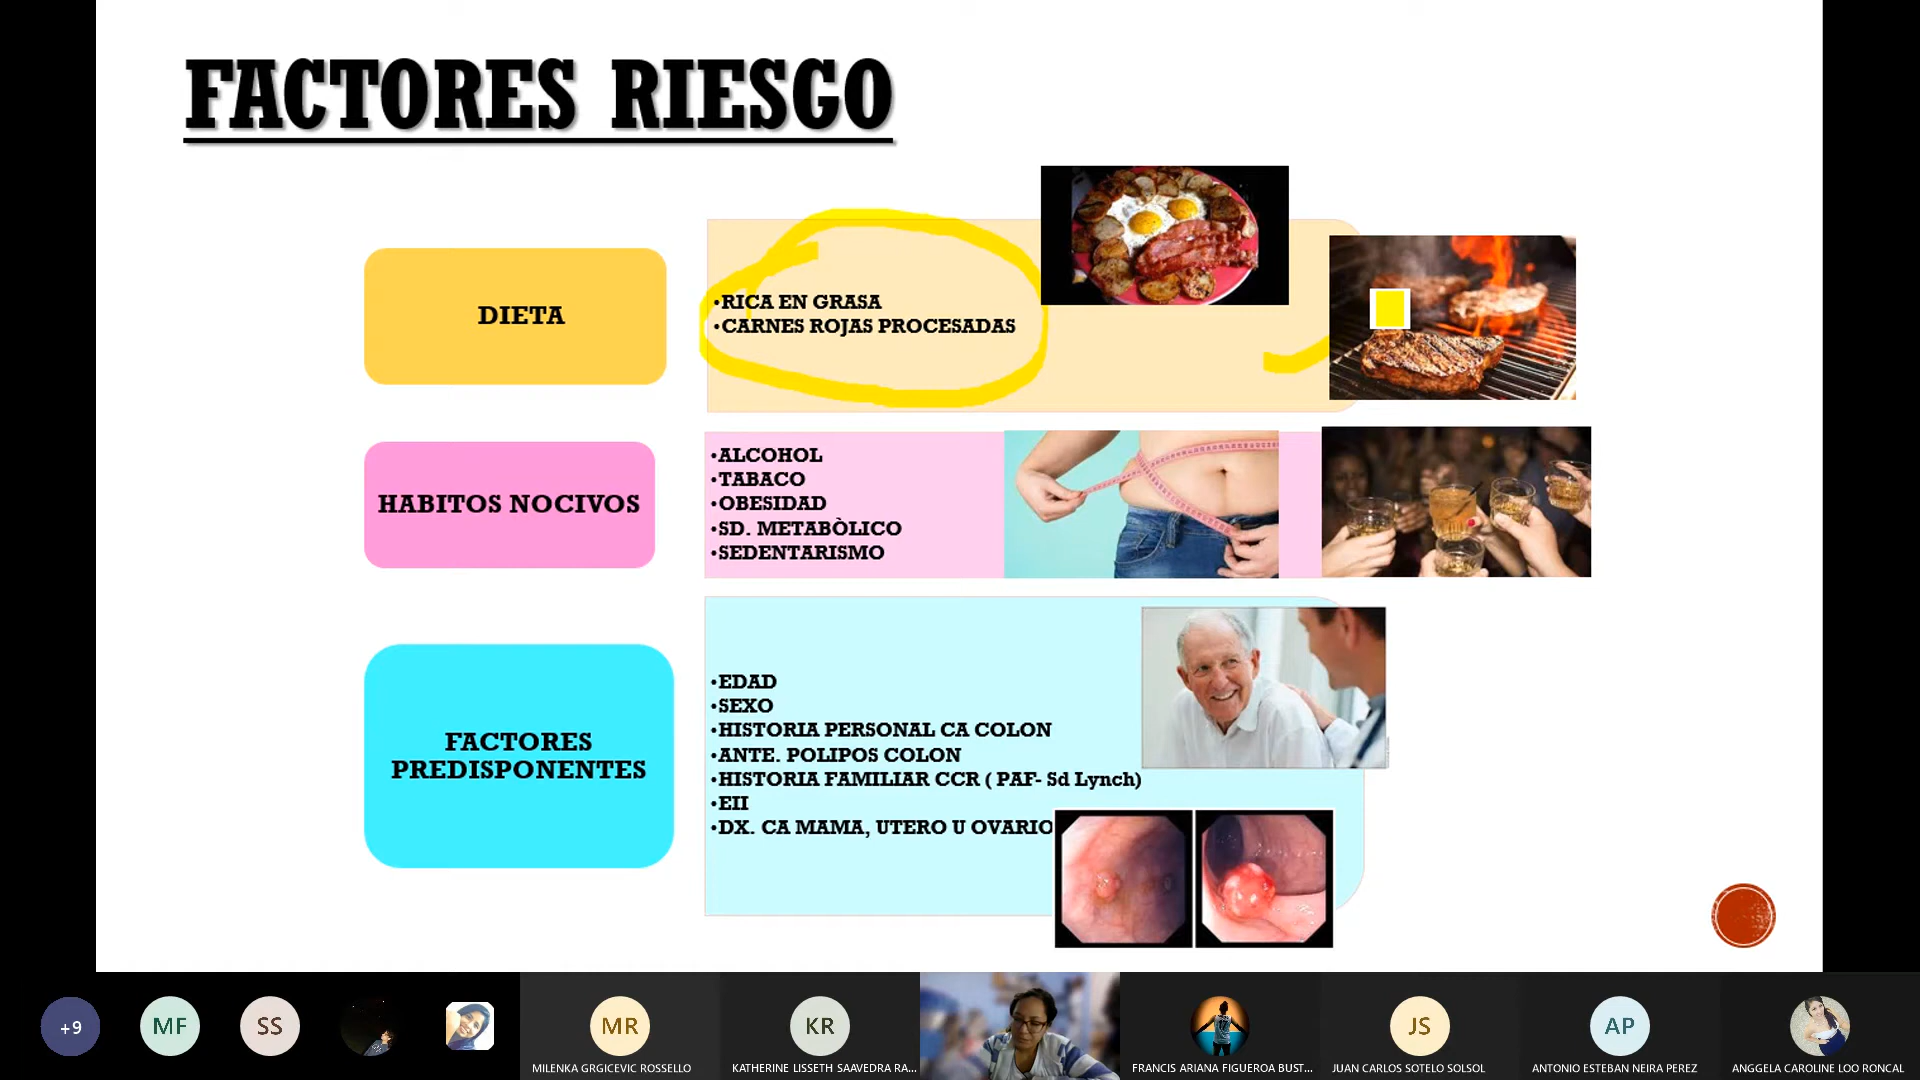 FACTORES RIESGO
DIETA
•RICA EN GRASA
•CARNES ROJAS PROCESADAS
HABITOS NOCIVOS
•ALCOHOL
•TABACO
•OBESIDAD
•SD. METABÒLICO
•SEDENTARISMO
FACTORES
PREDISPONENTES
•EDAD
•SEXO
•HISTORIA PERSONAL CA COLON
•ANTE. POLIPOS COLON
•HISTORIA FAMILIAR CCR ( PAF- Sd Lynch)
•EII
•DX. CA MAMA, UTERO U OVARIO
+9
MF
SS
MR
KR
JS
AP
MILENKA GRGICEVIC ROSSELLO
KATHERINE LISSETH SAAVEDRA RA...
FRANCIS ARIANA FIGUEROA BUST...
JUAN CARLOS SOTELO SOLSOL
ANTONIO ESTEBAN NEIRA PEREZ
ANGGELA CAROLINE LOO RONCAL